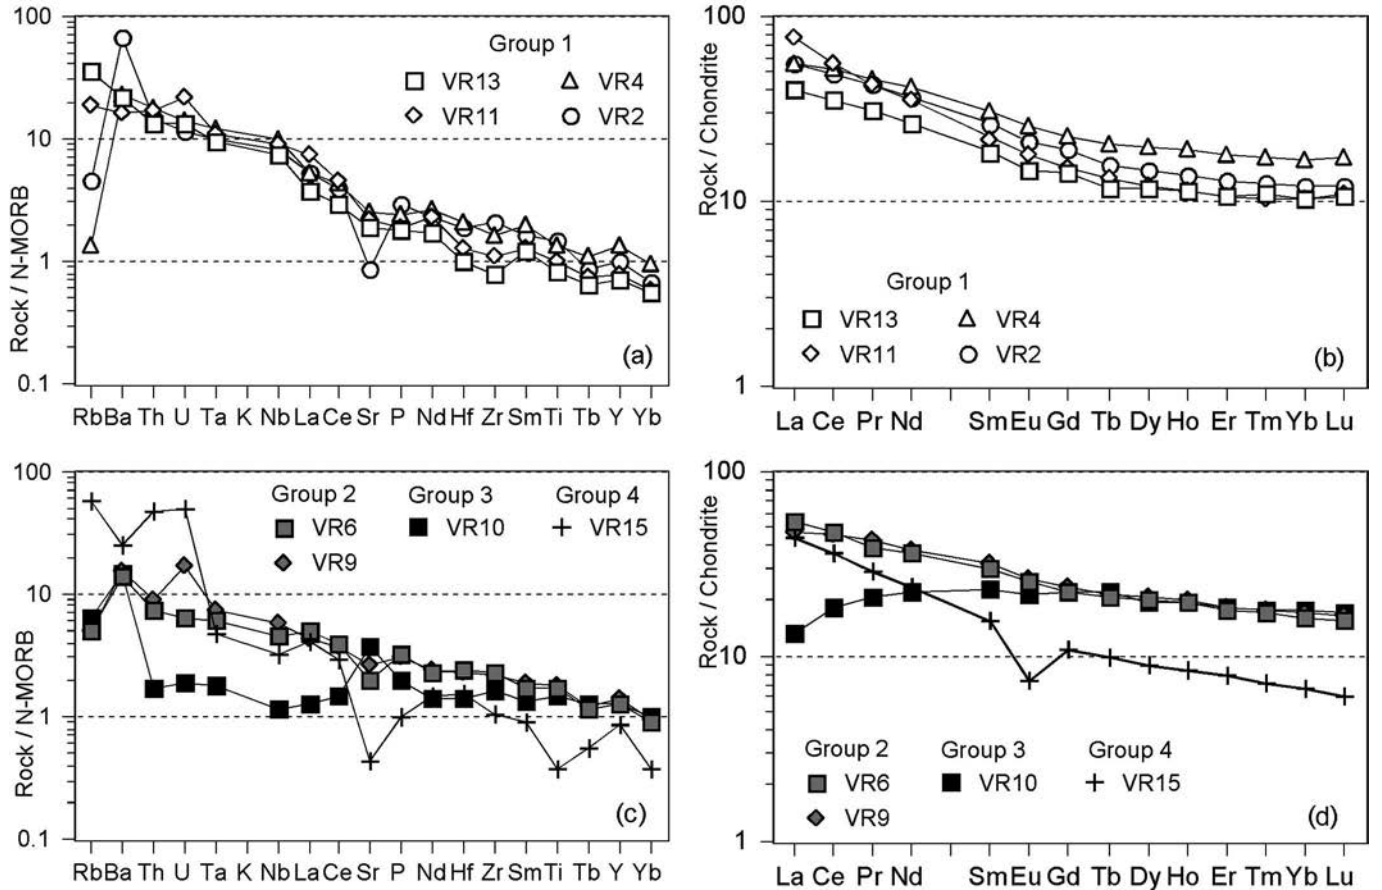 100
10
1
0.1
Rock / N-MORB
Group 1
VR13
VR4
VR11
VR2
(a)
Rb Ba Th U Ta K Nb La Ce Sr P Nd Hf Zr Sm Ti Tb Y Yb
100
10
1
Rock / Chondrite
Group 1
VR13
VR4
VR11
VR2
(b)
La Ce Pr Nd Sm Eu Gd Tb Dy Ho Er Tm Yb Lu
100
10
1
0.1
Rock / N-MORB
Group 2 Group 3 Group 4
VR6 VR10 VR15
VR9
(c)
Rb Ba Th U Ta K Nb La Ce Sr P Nd Hf Zr Sm Ti Tb Y Yb
100
10
1
Rock / Chondrite
Group 2 Group 3 Group 4
VR6 VR10 VR15
VR9
(d)
La Ce Pr Nd Sm Eu Gd Tb Dy Ho Er Tm Yb Lu